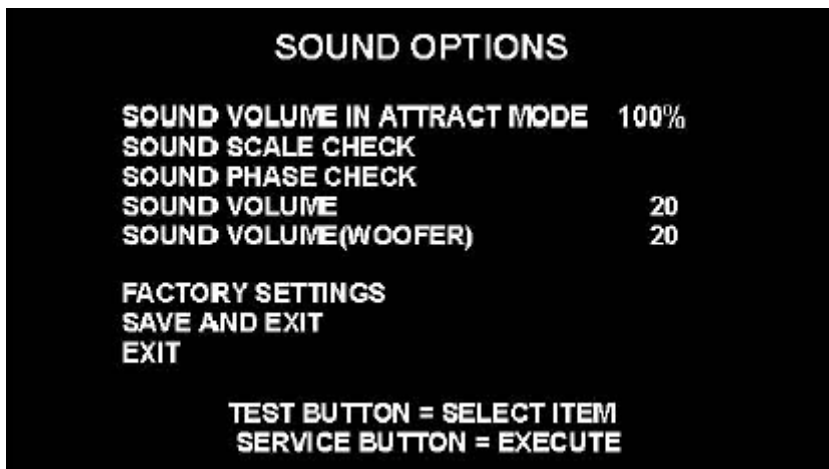 SOUND OPTIONS
SOUND VOLUME IN ATTRACT MODE 100%
SOUND SCALE CHECK
SOUND PHASE CHECK
SOUND VOLUME 20
SOUND VOLUME(WOOFER) 20
FACTORY SETTINGS
SAVE AND EXIT
EXIT
TEST BUTTON = SELECT ITEM
SERVICE BUTTON = EXECUTE